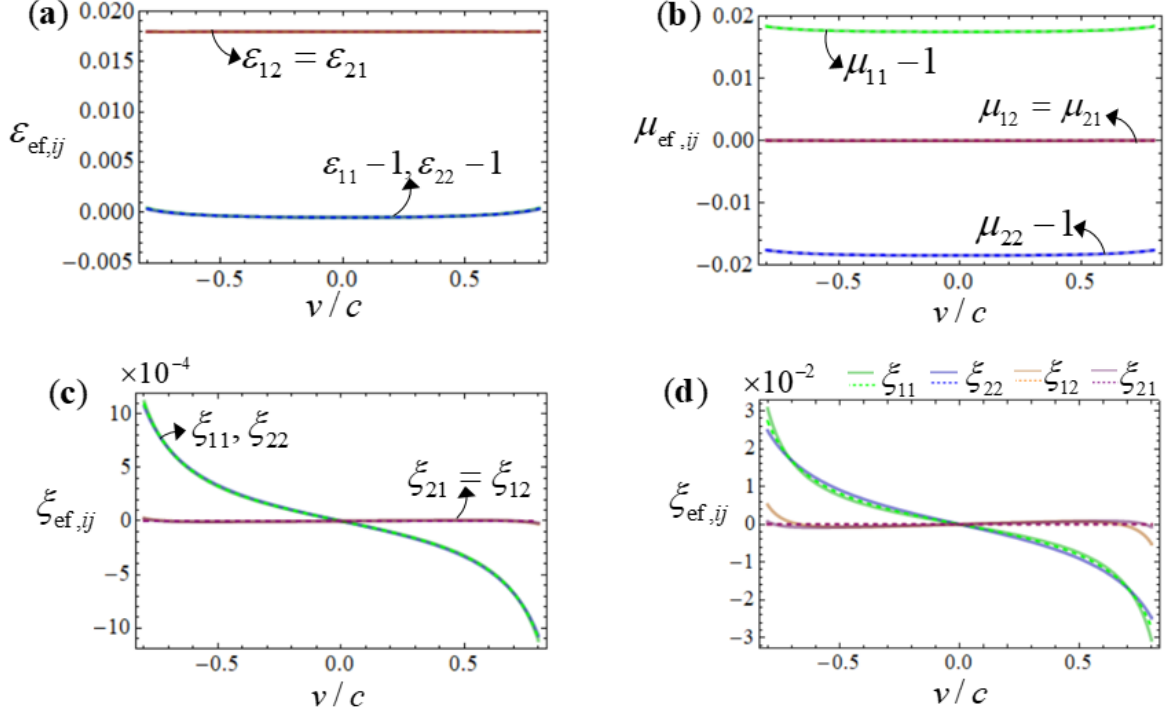 (a)
0.020
0.015
0.010
0.005
0.000
−0.005
ε_ef,ij
ε₁₂ = ε₂₁
ε₁₁ − 1, ε₂₂ − 1
−0.5
0.0
0.5
v / c
(b)
0.02
0.01
0.00
−0.01
−0.02
μ_ef,ij
μ₁₁ − 1
μ₁₂ = μ₂₁
μ₂₂ − 1
−0.5
0.0
0.5
v / c
(c)
×10⁻⁴
10
5
0
−5
−10
ξ_ef,ij
ξ₁₁, ξ₂₂
ξ₂₁ = ξ₁₂
−0.5
0.0
0.5
v / c
(d)
×10⁻²
ξ₁₁ ξ₂₂ ξ₁₂ ξ₂₁
3
2
1
0
−1
−2
−3
ξ_ef,ij
−0.5
0.0
0.5
v / c